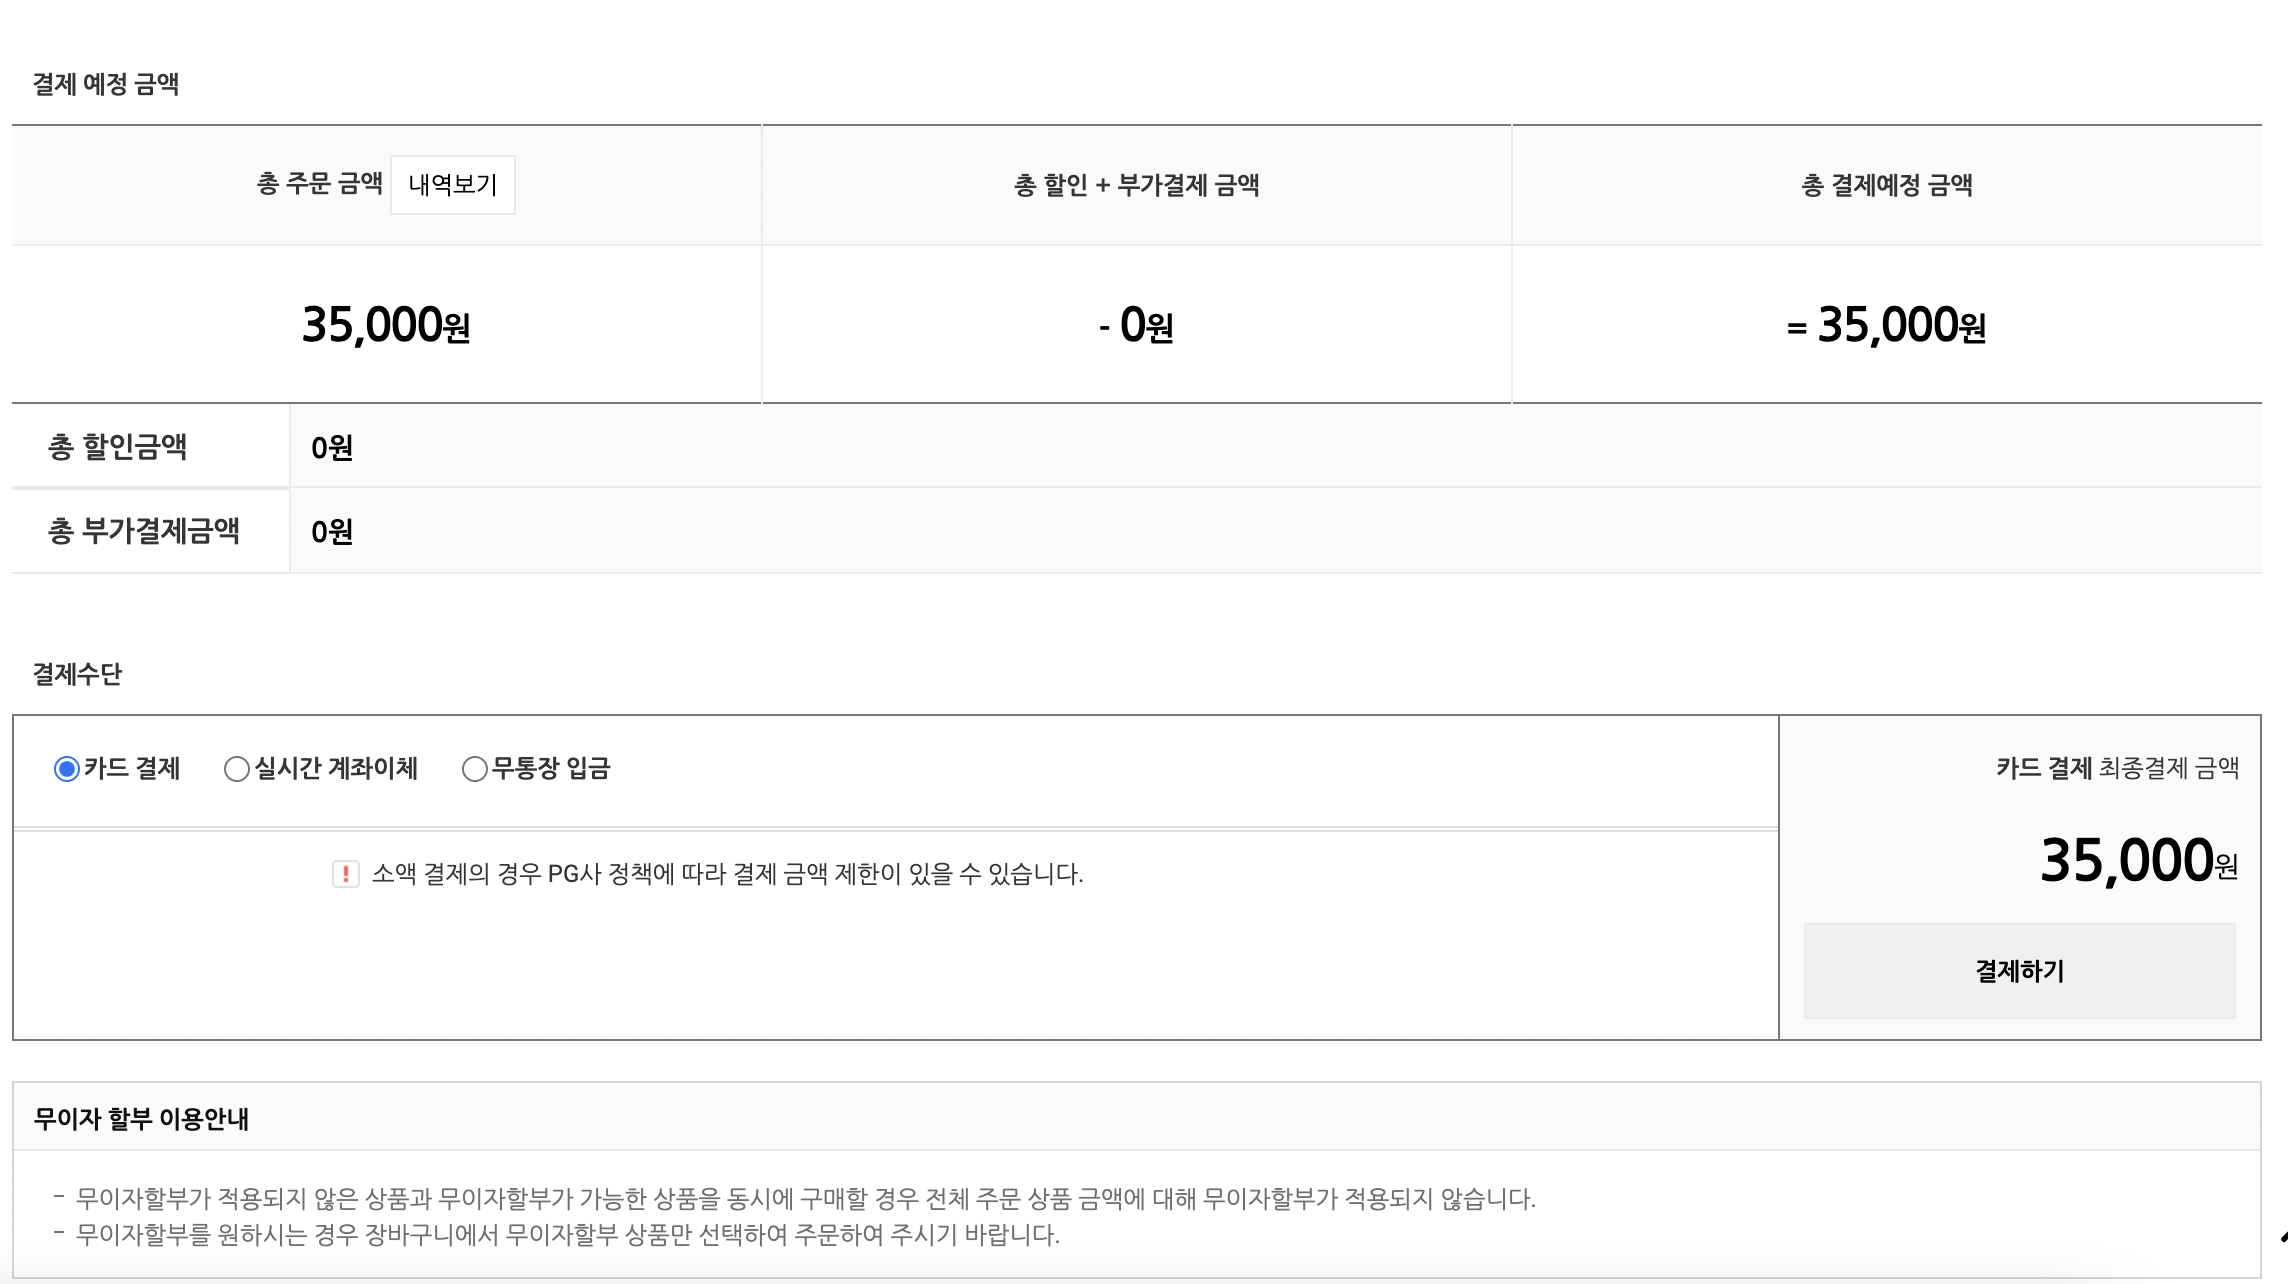 결제 예정 금액
총 주문 금액 내역보기
총 할인 + 부가결제 금액
총 결제예정 금액
35,000원
- 0원
= 35,000원
총 할인금액
0원
총 부가결제금액
0원
결제수단
카드 결제 실시간 계좌이체 무통장 입금
! 소액 결제의 경우 PG사 정책에 따라 결제 금액 제한이 있을 수 있습니다.
카드 결제 최종결제 금액
35,000원
결제하기
무이자 할부 이용안내
- 무이자할부가 적용되지 않은 상품과 무이자할부가 가능한 상품을 동시에 구매할 경우 전체 주문 상품 금액에 대해 무이자할부가 적용되지 않습니다.
- 무이자할부를 원하시는 경우 장바구니에서 무이자할부 상품만 선택하여 주문하여 주시기 바랍니다.